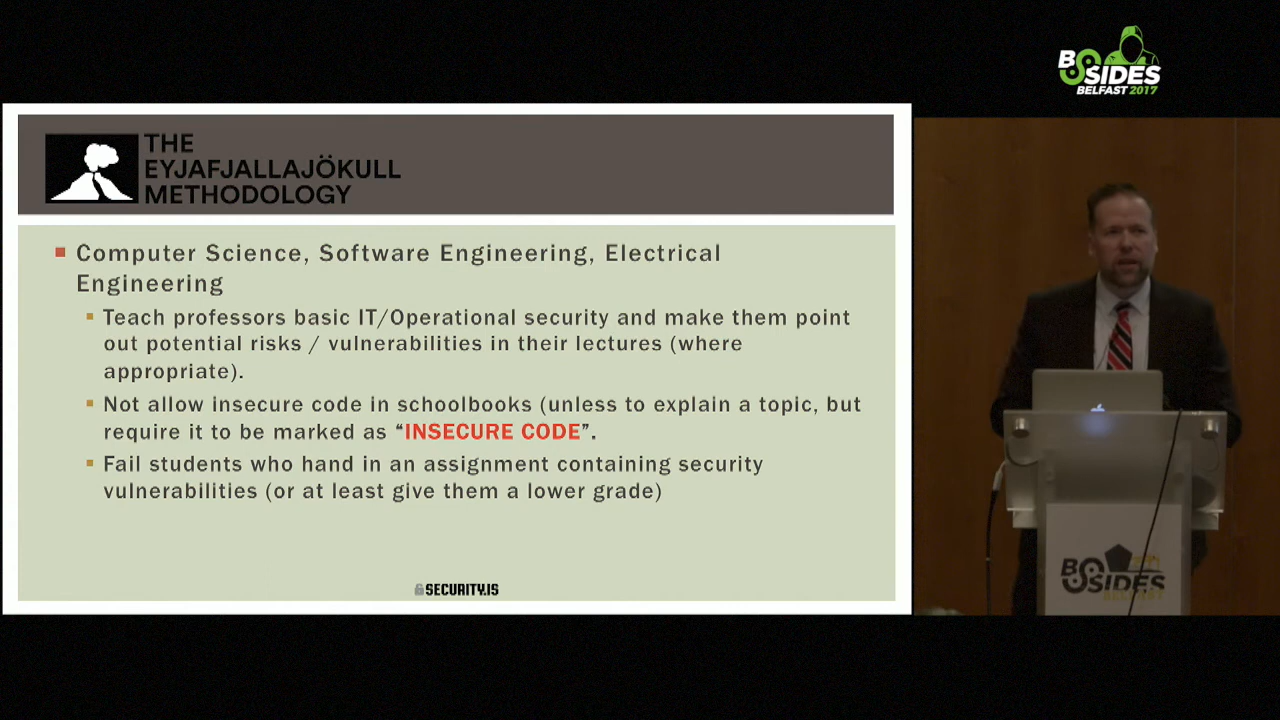 BSIDES
BELFAST 2017
THE
EYJAFJALLAJÖKULL
METHODOLOGY
Computer Science, Software Engineering, Electrical
Engineering
Teach professors basic IT/Operational security and make them point
out potential risks / vulnerabilities in their lectures (where
appropriate).
Not allow insecure code in schoolbooks (unless to explain a topic, but
require it to be marked as “INSECURE CODE”.
Fail students who hand in an assignment containing security
vulnerabilities (or at least give them a lower grade)
SECURITY.IS
BSIDES
BELFAST